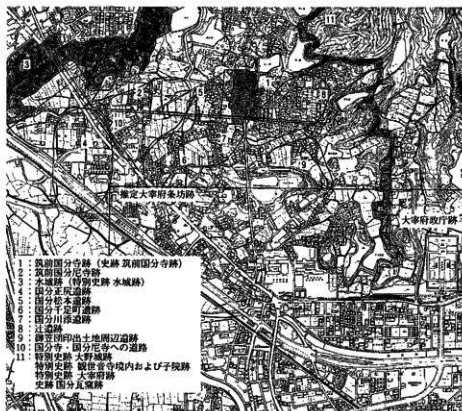 推定大宰府条坊跡
大宰府政庁跡
1：筑前国分寺跡（史跡 筑前国分寺跡）
2：筑前国分尼寺跡
3：水城跡（特別史跡 水城跡）
4：国分正尻遺跡
5：国分松本遺跡
6：国分千足町遺跡
7：国分川添遺跡
8：辻遺跡
9：御笠団印出土地周辺遺跡
10：国分寺・国分尼寺への道路
11：特別史跡 大野城跡
特別史跡 観世音寺境内および子院跡
特別史跡 大宰府跡
史跡 国分瓦窯跡